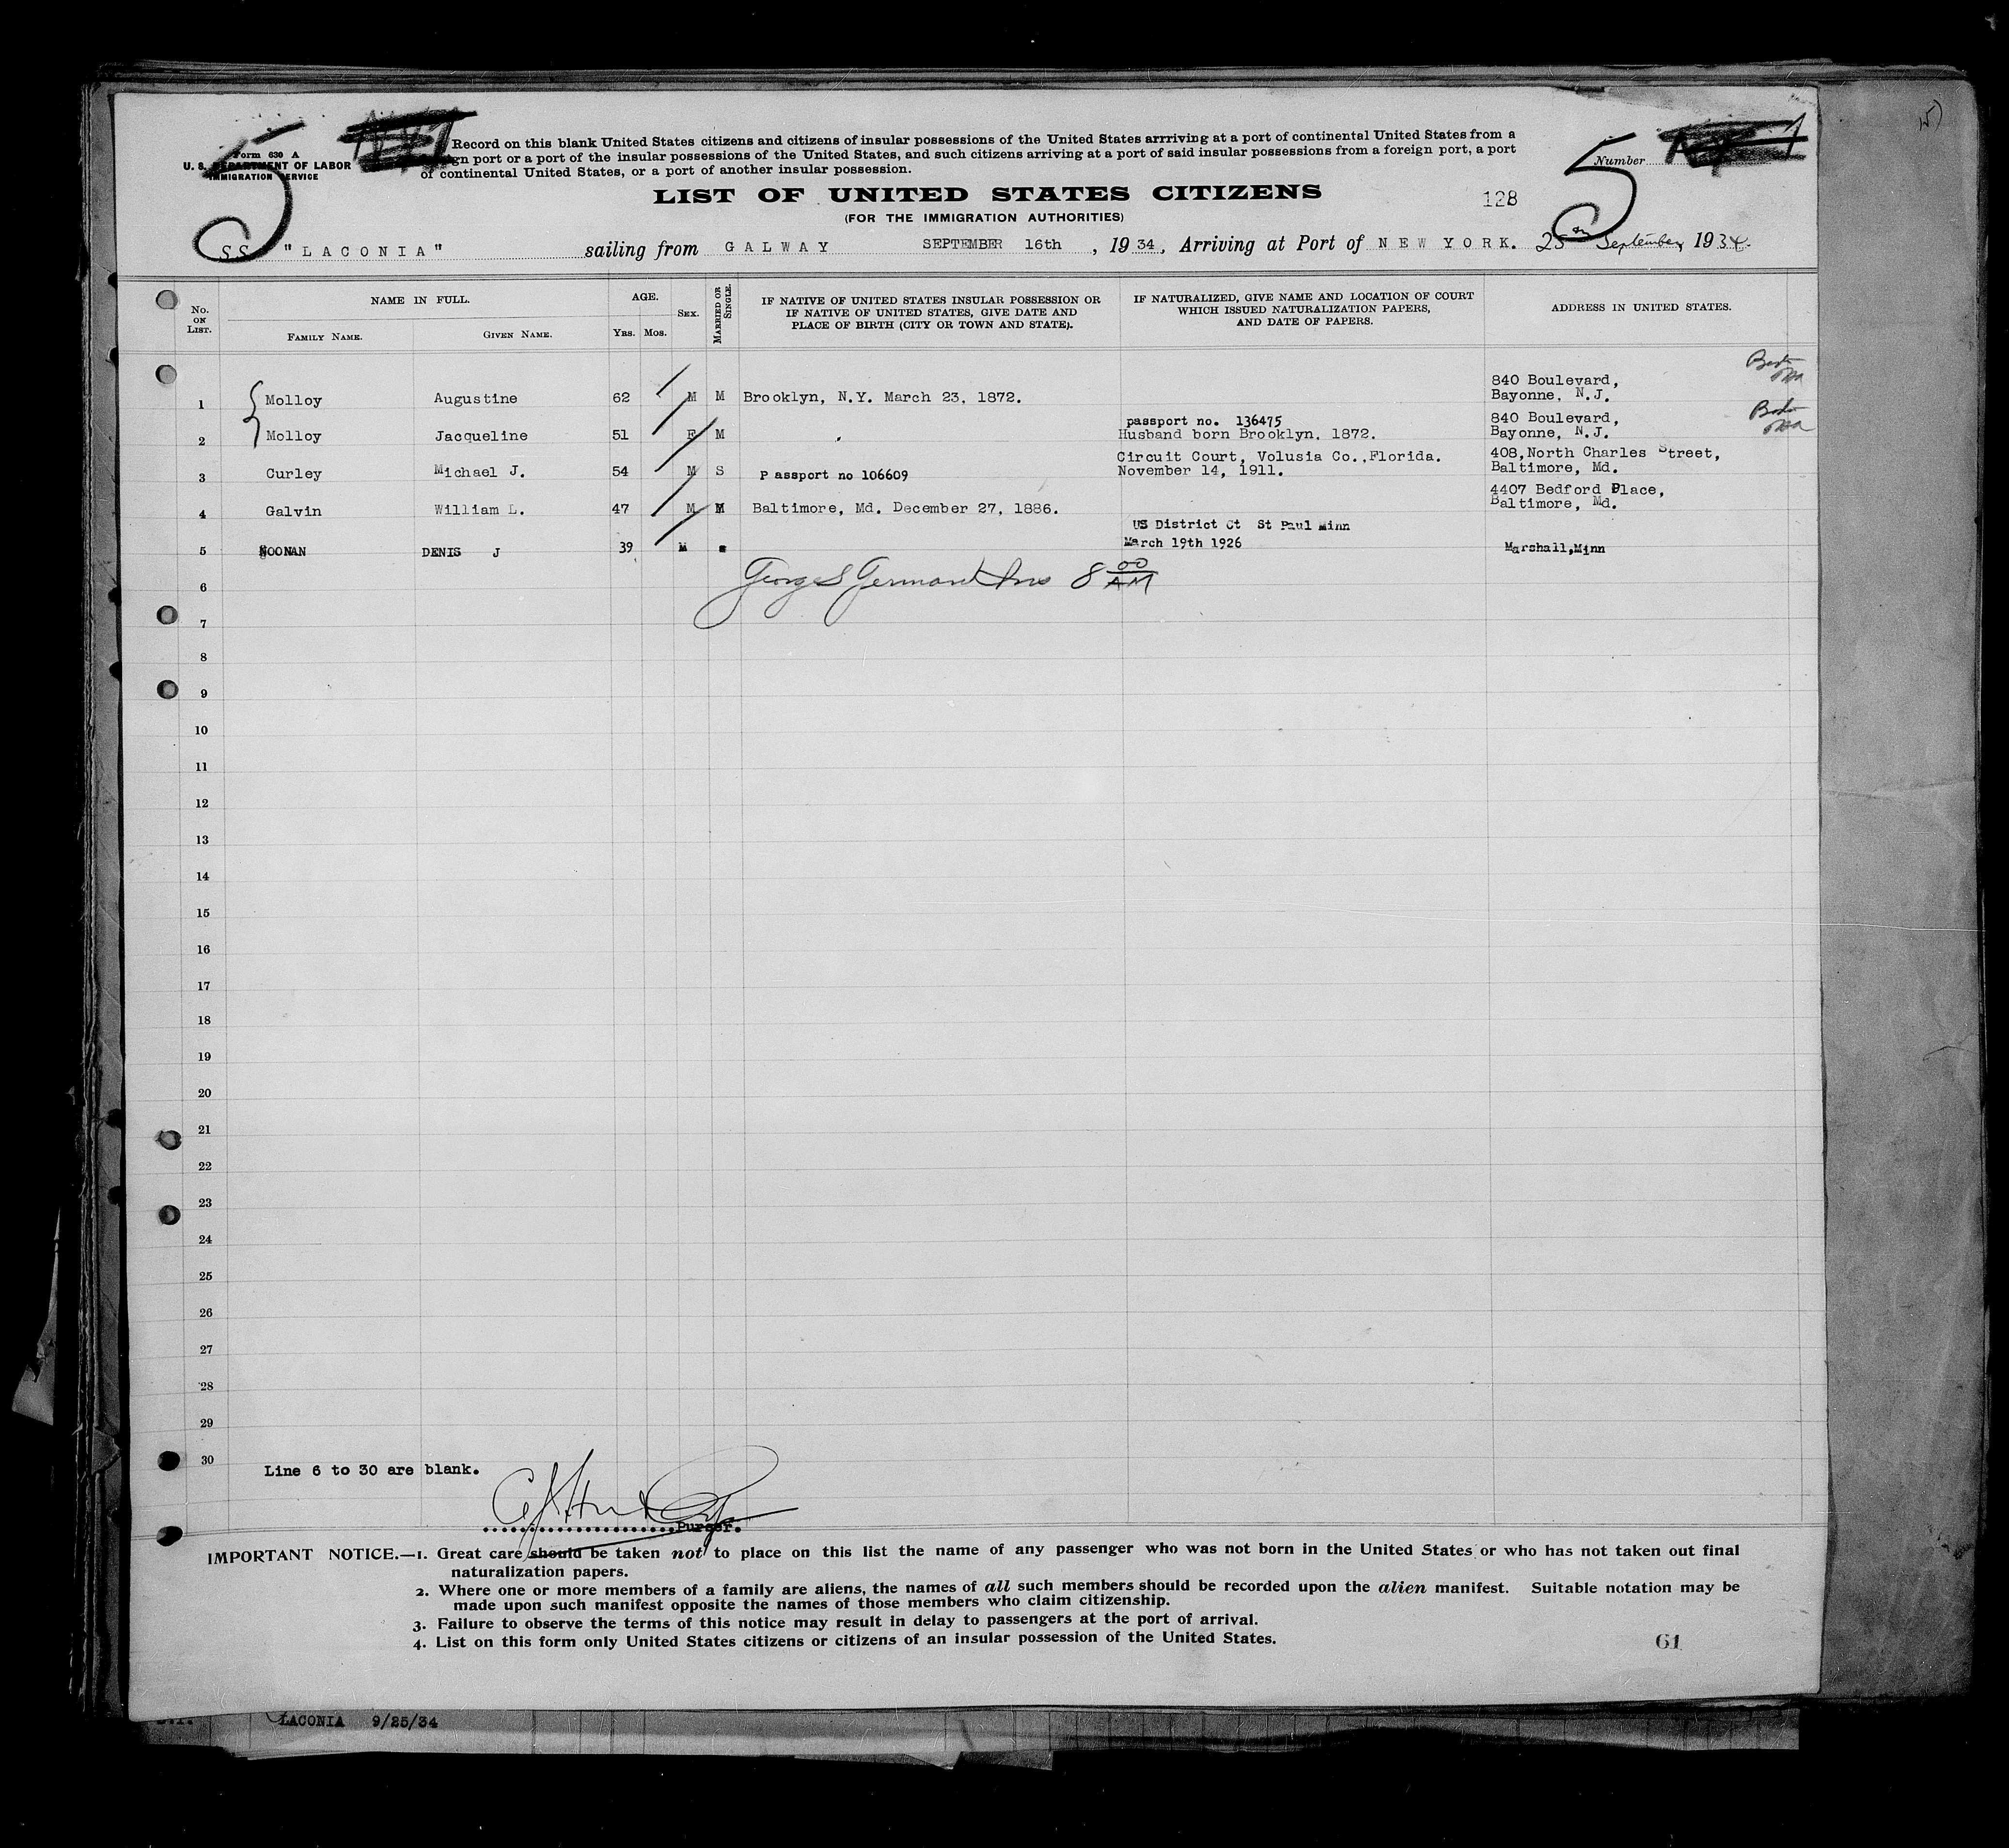 5
Form 630 A
U. S. DEPARTMENT OF LABOR
IMMIGRATION SERVICE
Record on this blank United States citizens and citizens of insular possessions of the United States arrriving at a port of continental United States from a
gn port or a port of the insular possessions of the United States, and such citizens arriving at a port of said insular possessions from a foreign port, a port
of continental United States, or a port of another insular possession.
Number
5
LIST OF UNITED STATES CITIZENS
128
(FOR THE IMMIGRATION AUTHORITIES)
SS "LACONIA" sailing from GALWAY SEPTEMBER 16th, 1934, Arriving at Port of NEW YORK. 25th September 1934.
No. ON LIST.
NAME IN FULL.
FAMILY NAME. GIVEN NAME.
AGE.
Yrs. Mos.
SEX.
MARRIED OR SINGLE.
IF NATIVE OF UNITED STATES INSULAR POSSESSION OR
IF NATIVE OF UNITED STATES, GIVE DATE AND
PLACE OF BIRTH (CITY OR TOWN AND STATE).
IF NATURALIZED, GIVE NAME AND LOCATION OF COURT
WHICH ISSUED NATURALIZATION PAPERS,
AND DATE OF PAPERS.
ADDRESS IN UNITED STATES.
840 Boulevard,
1 Molloy Augustine 62 M M Brooklyn, N.Y. March 23, 1872. Bayonne, N.J.
passport no. 136475 840 Boulevard,
2 Molloy Jacqueline 51 F M Husband born Brooklyn, 1872. Bayonne, N.J.
Circuit Court, Volusia Co.,Florida. 408,North Charles Street,
3 Curley Michael J. 54 M S Passport no 106609 November 14, 1911. Baltimore, Md.
4407 Bedford Place,
4 Galvin William L. 47 M M Baltimore, Md. December 27, 1886. Baltimore, Md.
US District Ct St Paul Minn
5 NOONAN DENIS J 39 M March 19th 1926 Marshall,Minn
6 8 00 AM
7
8
9
10
11
12
13
14
15
16
17
18
19
20
21
22
23
24
25
26
27
28
29
30
Line 6 to 30 are blank.
Purser.
IMPORTANT NOTICE.—1. Great care should be taken not to place on this list the name of any passenger who was not born in the United States or who has not taken out final
naturalization papers.
2. Where one or more members of a family are aliens, the names of all such members should be recorded upon the alien manifest. Suitable notation may be
made upon such manifest opposite the names of those members who claim citizenship.
3. Failure to observe the terms of this notice may result in delay to passengers at the port of arrival.
4. List on this form only United States citizens or citizens of an insular possession of the United States.
61
LACONIA 9/25/34